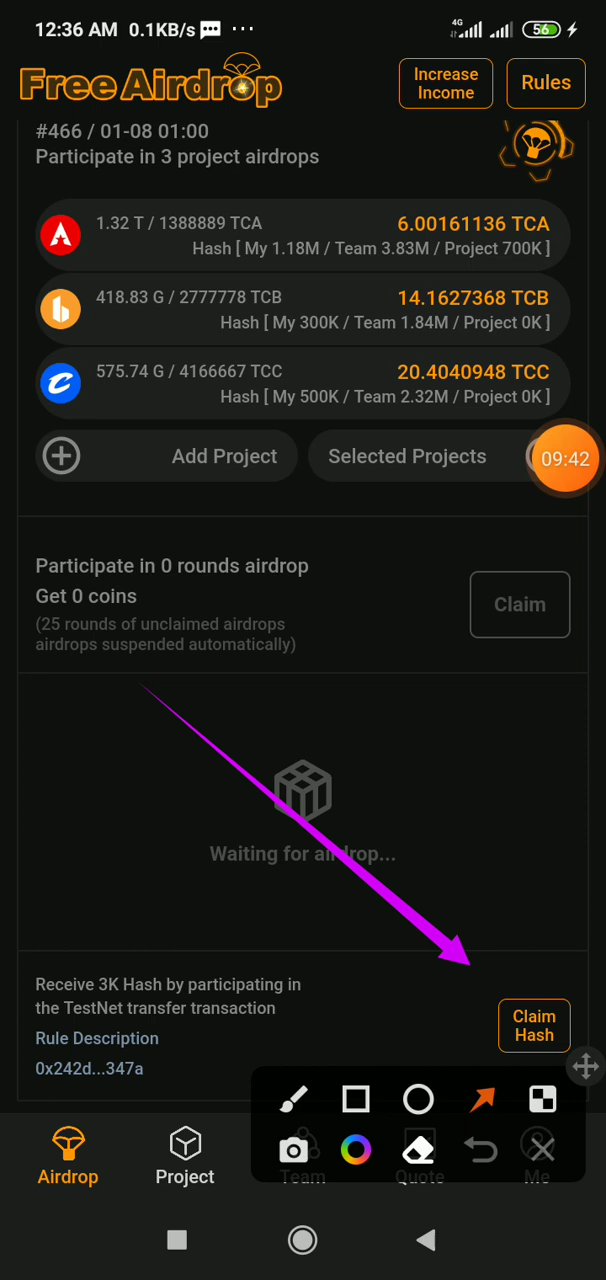 12:36 AM 0.1KB/s ...
4G 56
Free Airdrop
Increase Income
Rules
#466 / 01-08 01:00
Participate in 3 project airdrops
1.32 T / 1388889 TCA 6.00161136 TCA
Hash [ My 1.18M / Team 3.83M / Project 700K ]
418.83 G / 2777778 TCB 14.1627368 TCB
Hash [ My 300K / Team 1.84M / Project 0K ]
575.74 G / 4166667 TCC 20.4040948 TCC
Hash [ My 500K / Team 2.32M / Project 0K ]
Add Project Selected Projects 09:42
Participate in 0 rounds airdrop
Get 0 coins
Claim
(25 rounds of unclaimed airdrops
airdrops suspended automatically)
Waiting for airdrop...
Receive 3K Hash by participating in
the TestNet transfer transaction
Claim
Hash
Rule Description
0x242d...347a
Airdrop Project Team Quote Me